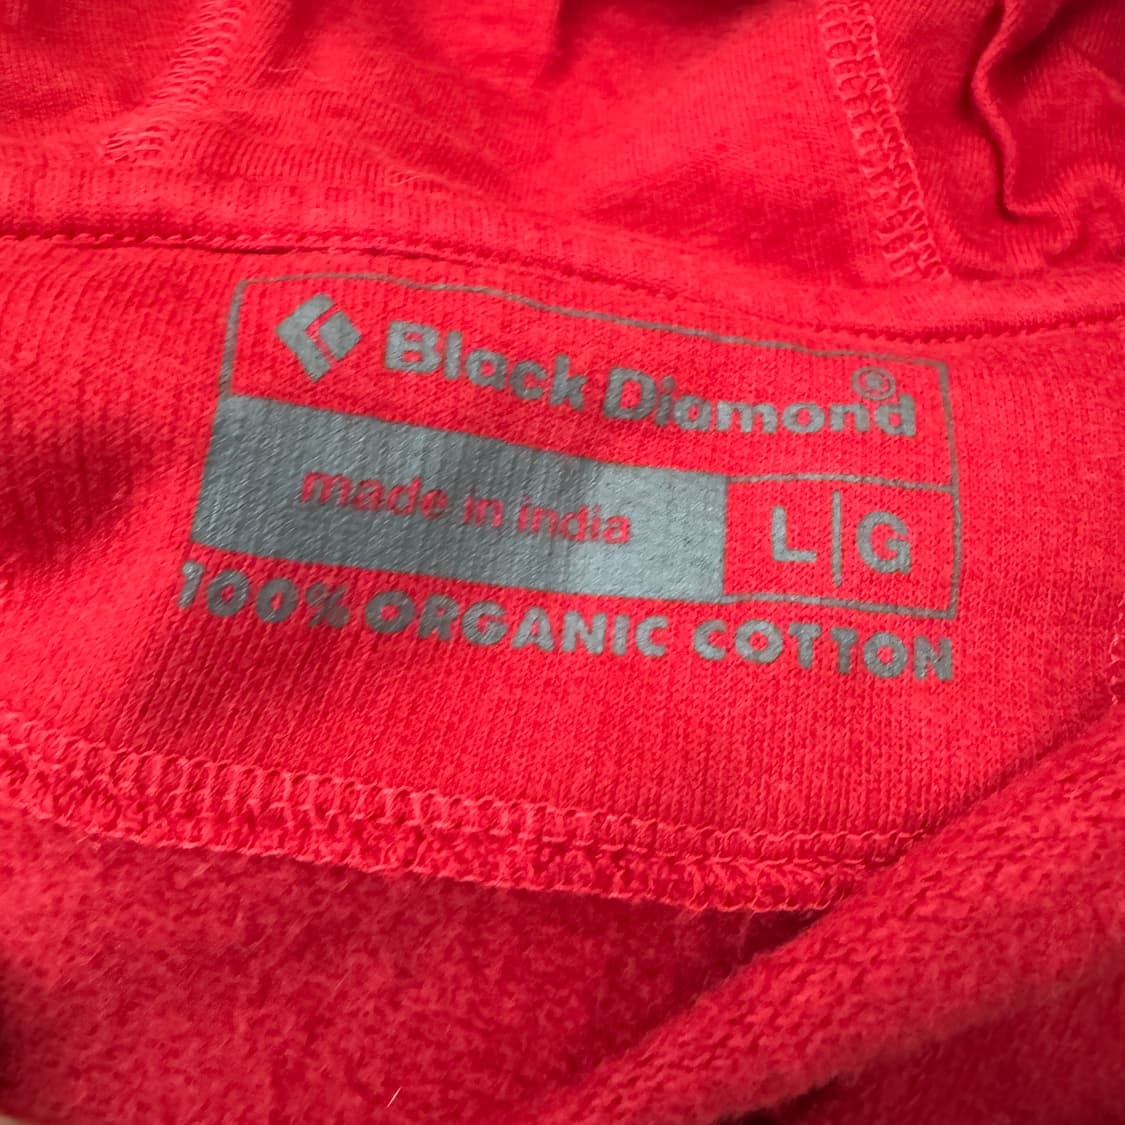 Black Diamond®
made in india
L|G
100% ORGANIC COTTON